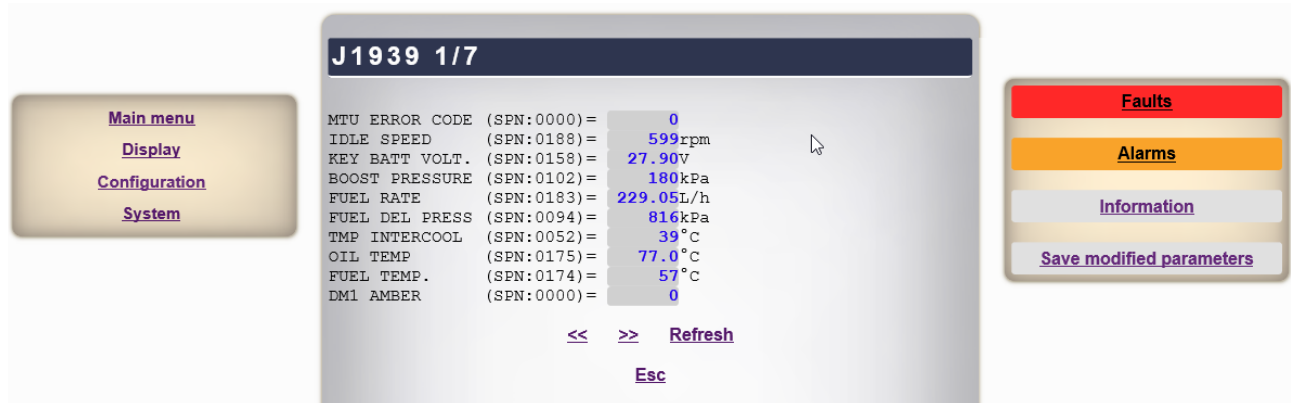 J1939 1/7
Main menu
Display
Configuration
System
MTU ERROR CODE (SPN:0000)= 0
IDLE SPEED (SPN:0188)= 599rpm
KEY BATT VOLT. (SPN:0158)= 27.90V
BOOST PRESSURE (SPN:0102)= 180kPa
FUEL RATE (SPN:0183)= 229.05L/h
FUEL DEL PRESS (SPN:0094)= 816kPa
TMP INTERCOOL (SPN:0052)= 39°C
OIL TEMP (SPN:0175)= 77.0°C
FUEL TEMP. (SPN:0174)= 57°C
DM1 AMBER (SPN:0000)= 0
<< >> Refresh
Esc
Faults
Alarms
Information
Save modified parameters